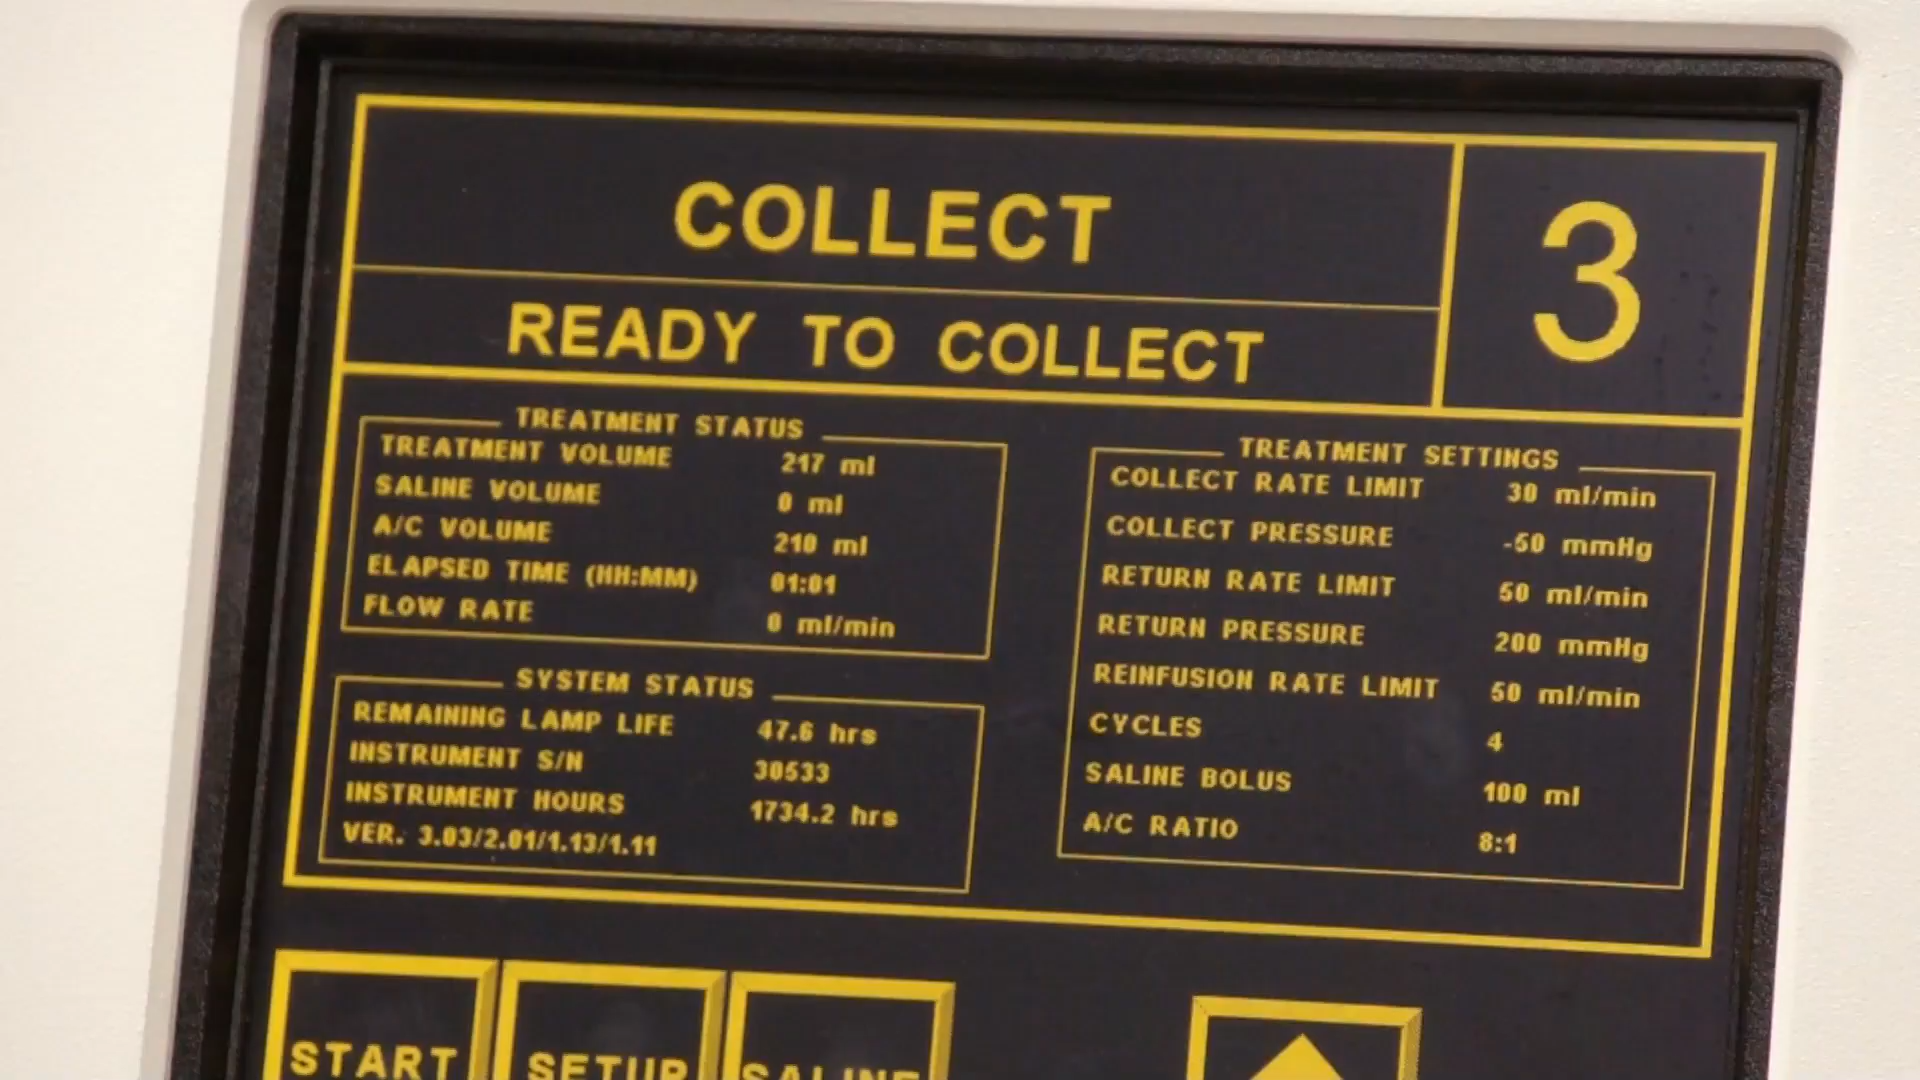 COLLECT
3
READY TO COLLECT
TREATMENT STATUS
TREATMENT VOLUME 217 ml
SALINE VOLUME 0 ml
A/C VOLUME 210 ml
ELAPSED TIME (HH:MM) 01:01
FLOW RATE 0 ml/min
SYSTEM STATUS
REMAINING LAMP LIFE 47.6 hrs
INSTRUMENT S/N 30533
INSTRUMENT HOURS 1734.2 hrs
VER. 3.03/2.01/1.13/1.11
TREATMENT SETTINGS
COLLECT RATE LIMIT 30 ml/min
COLLECT PRESSURE -50 mmHg
RETURN RATE LIMIT 50 ml/min
RETURN PRESSURE 200 mmHg
REINFUSION RATE LIMIT 50 ml/min
CYCLES 4
SALINE BOLUS 100 ml
A/C RATIO 8:1
START SETUP SALINE